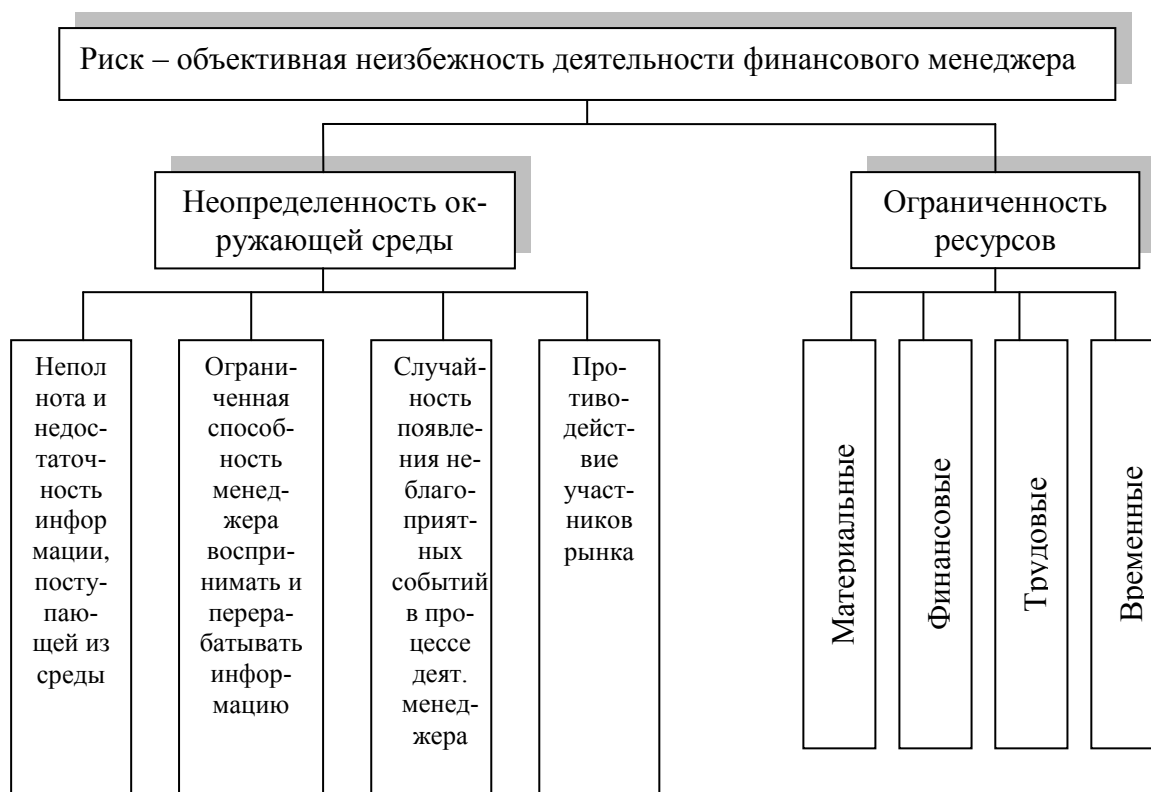 Риск – объективная неизбежность деятельности финансового менеджера
Неопределенность ок-
ружающей среды
Ограниченность
ресурсов
Непол
нота и
недос-
таточ-
ность
инфор
мации,
посту-
паю-
щей из
среды
Ограни-
ченная
способ-
ность
менед-
жера
воспри-
нимать и
перера-
батывать
инфор-
мацию
Случай-
ность
появле-
ния не-
благо-
прият-
ных
событий
в про-
цессе
деят.
менед-
жера
Про-
тиво-
дейст-
вие
участ-
ников
рынка
Материальные
Финансовые
Трудовые
Временные